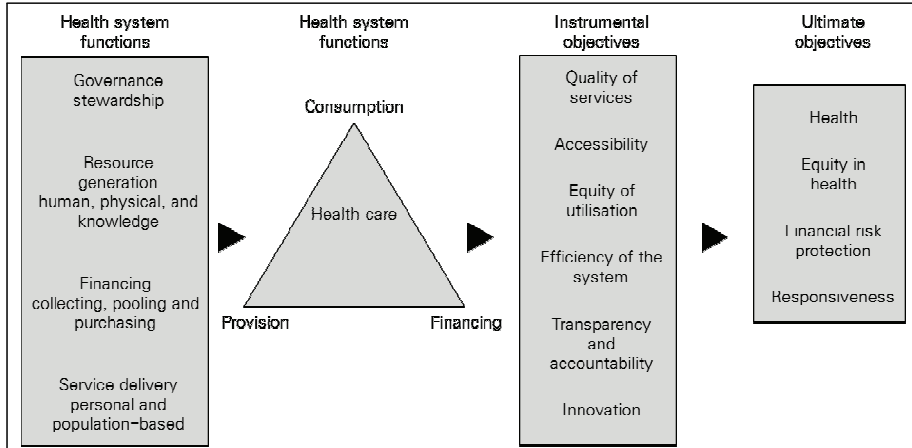 Health system
functions
Governance
stewardship
Resource
generation
human, physical, and
knowledge
Financing
collecting, pooling and
purchasing
Service delivery
personal and
population-based
Health system
functions
Consumption
Health care
Provision
Financing
Instrumental
objectives
Quality of
services
Accessibility
Equity of
utilisation
Efficiency of the
system
Transparency
and
accountability
Innovation
Ultimate
objectives
Health
Equity in
health
Financial risk
protection
Responsiveness